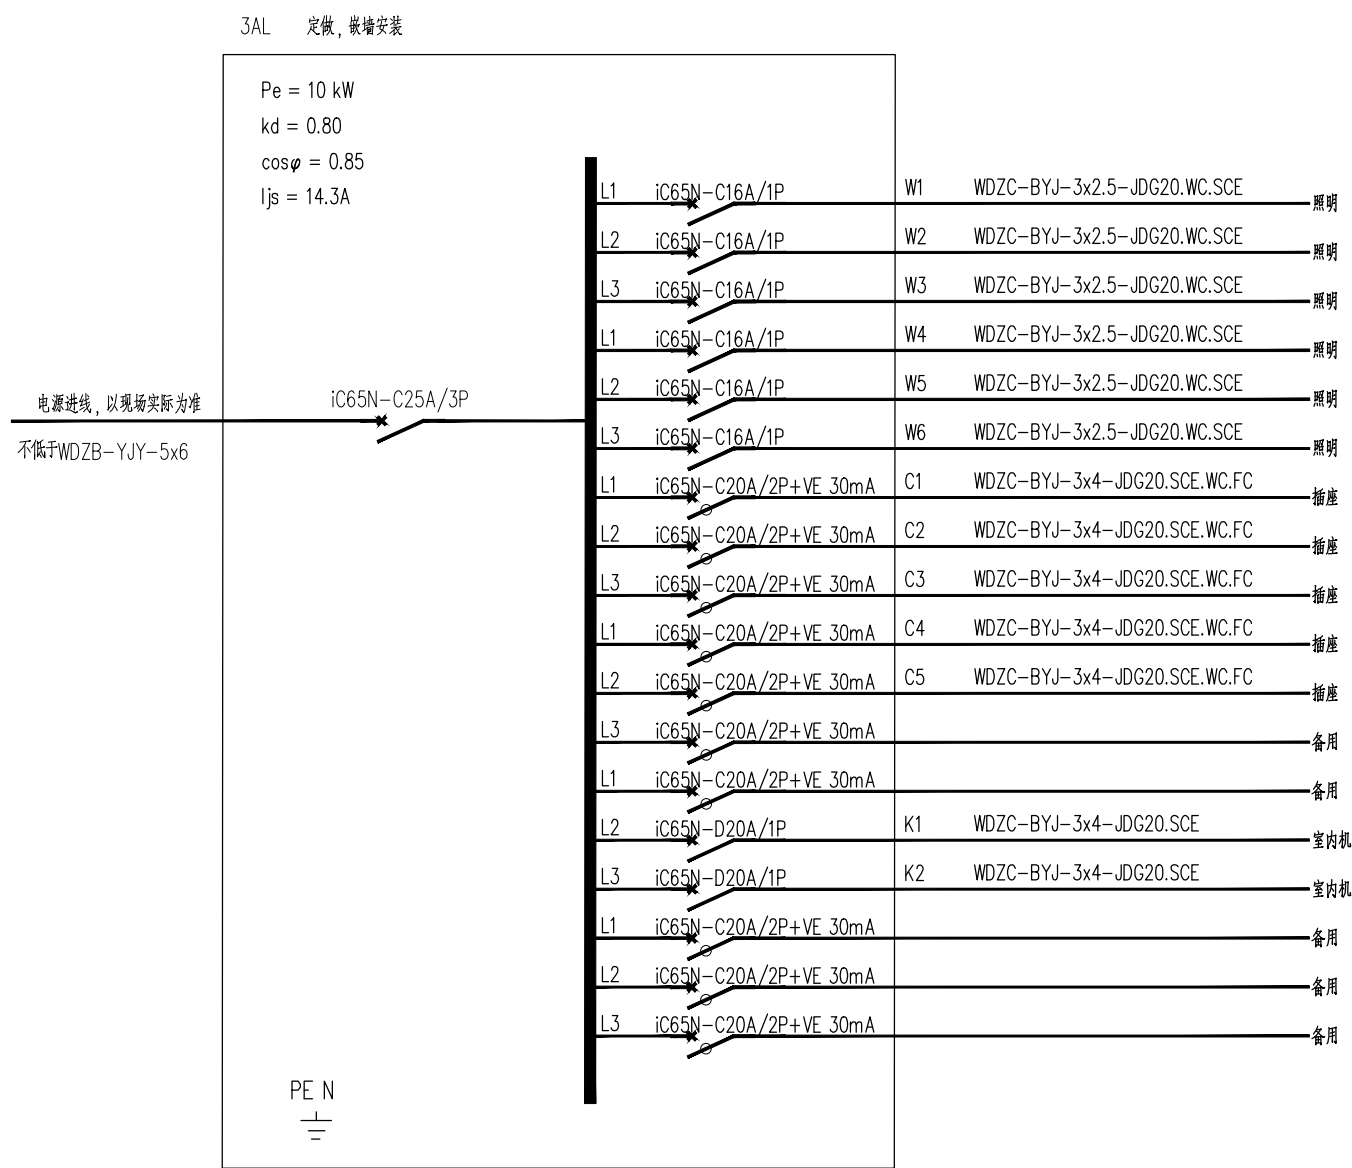 3AL 定做,嵌墙安装
Pe = 10 kW
kd = 0.80
cosφ = 0.85
Ijs = 14.3A
L1 iC65N-C16A/1P W1 WDZC-BYJ-3x2.5-JDG20.WC.SCE 照明
L2 iC65N-C16A/1P W2 WDZC-BYJ-3x2.5-JDG20.WC.SCE 照明
L3 iC65N-C16A/1P W3 WDZC-BYJ-3x2.5-JDG20.WC.SCE 照明
L1 iC65N-C16A/1P W4 WDZC-BYJ-3x2.5-JDG20.WC.SCE 照明
L2 iC65N-C16A/1P W5 WDZC-BYJ-3x2.5-JDG20.WC.SCE 照明
电源进线,以现场实际为准 iC65N-C25A/3P
不低于WDZB-YJY-5x6
L3 iC65N-C16A/1P W6 WDZC-BYJ-3x2.5-JDG20.WC.SCE 照明
L1 iC65N-C20A/2P+VE 30mA C1 WDZC-BYJ-3x4-JDG20.SCE.WC.FC 插座
L2 iC65N-C20A/2P+VE 30mA C2 WDZC-BYJ-3x4-JDG20.SCE.WC.FC 插座
L3 iC65N-C20A/2P+VE 30mA C3 WDZC-BYJ-3x4-JDG20.SCE.WC.FC 插座
L1 iC65N-C20A/2P+VE 30mA C4 WDZC-BYJ-3x4-JDG20.SCE.WC.FC 插座
L2 iC65N-C20A/2P+VE 30mA C5 WDZC-BYJ-3x4-JDG20.SCE.WC.FC 插座
L3 iC65N-C20A/2P+VE 30mA 备用
L1 iC65N-C20A/2P+VE 30mA 备用
L2 iC65N-D20A/1P K1 WDZC-BYJ-3x4-JDG20.SCE 室内机
L3 iC65N-D20A/1P K2 WDZC-BYJ-3x4-JDG20.SCE 室内机
L1 iC65N-C20A/2P+VE 30mA 备用
L2 iC65N-C20A/2P+VE 30mA 备用
L3 iC65N-C20A/2P+VE 30mA 备用
PE N